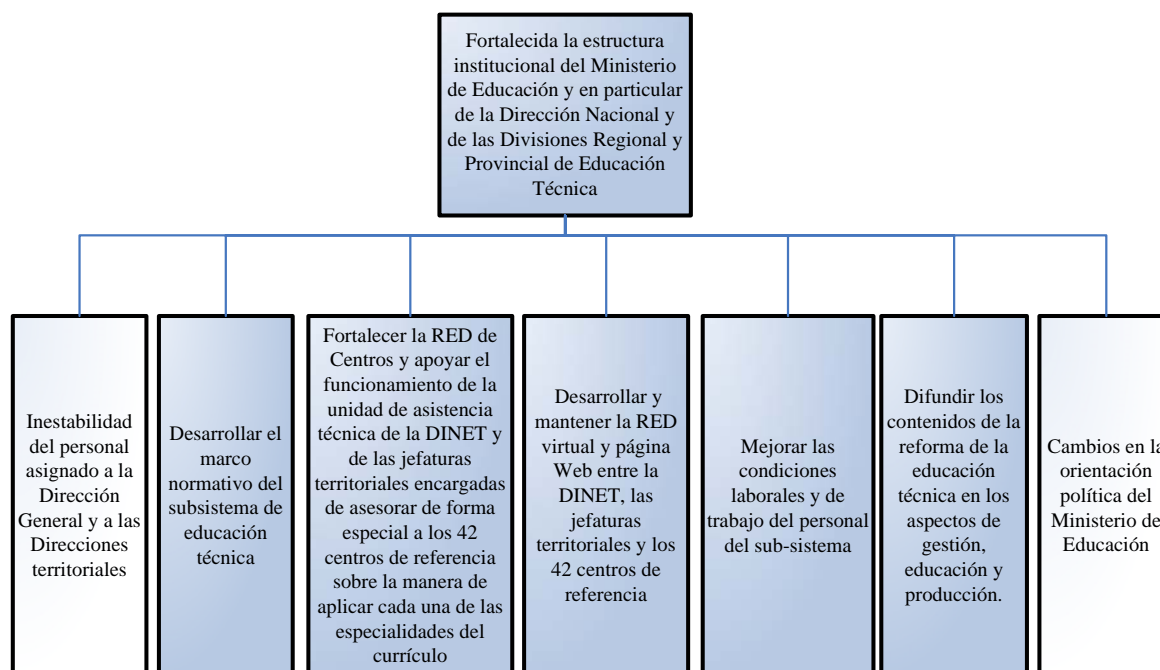 Fortalecida la estructura
institucional del Ministerio
de Educación y en particular
de la Dirección Nacional y
de las Divisiones Regional y
Provincial de Educación
Técnica
Inestabilidad
del personal
asignado a la
Dirección
General y a las
Direcciones
territoriales
Desarrollar el
marco
normativo del
subsistema de
educación
técnica
Fortalecer la RED de
Centros y apoyar el
funcionamiento de la
unidad de asistencia
técnica de la DINET y
de las jefaturas
territoriales encargadas
de asesorar de forma
especial a los 42
centros de referencia
sobre la manera de
aplicar cada una de las
especialidades del
currículo
Desarrollar y
mantener la RED
virtual y página
Web entre la
DINET, las
jefaturas
territoriales y los
42 centros de
referencia
Mejorar las
condiciones
laborales y de
trabajo del personal
del sub-sistema
Difundir los
contenidos de la
reforma de la
educación
técnica en los
aspectos de
gestión,
educación y
producción.
Cambios en la
orientación
política del
Ministerio de
Educación